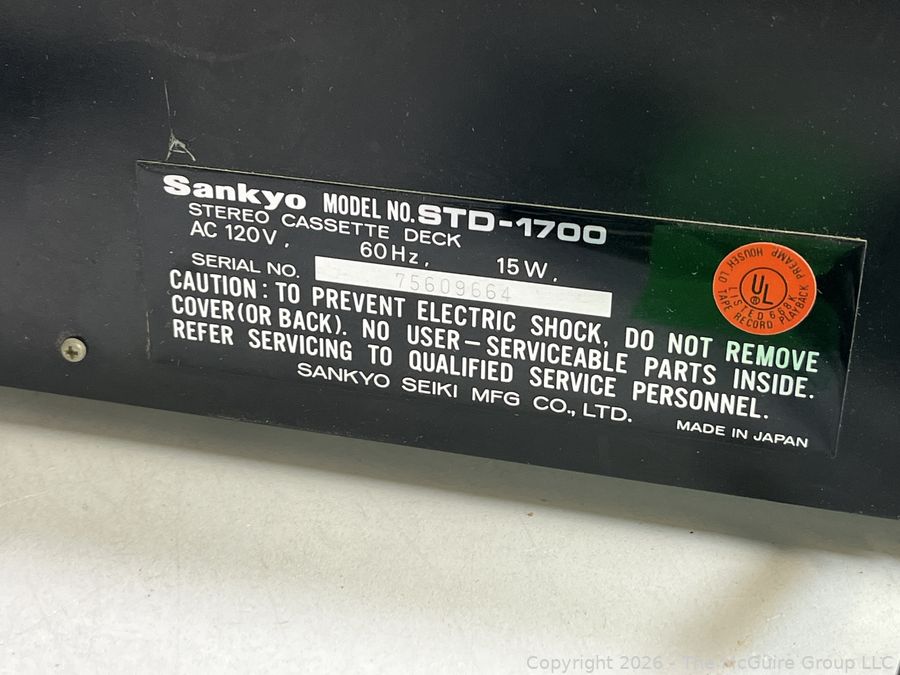 Sankyo MODEL NO. STD-1700
STEREO CASSETTE DECK
AC 120V, 60Hz, 15W,
SERIAL NO. 75609664
CAUTION: TO PREVENT ELECTRIC SHOCK, DO NOT REMOVE
COVER (OR BACK). NO USER-SERVICEABLE PARTS INSIDE.
REFER SERVICING TO QUALIFIED SERVICE PERSONNEL.
SANKYO SEIKI MFG CO., LTD.
MADE IN JAPAN
PREAMP HOUSEH'LD
UL
LISTED 668K
TAPE RECORD PLAYBACK
Copyright 2026 - The McGuire Group LLC